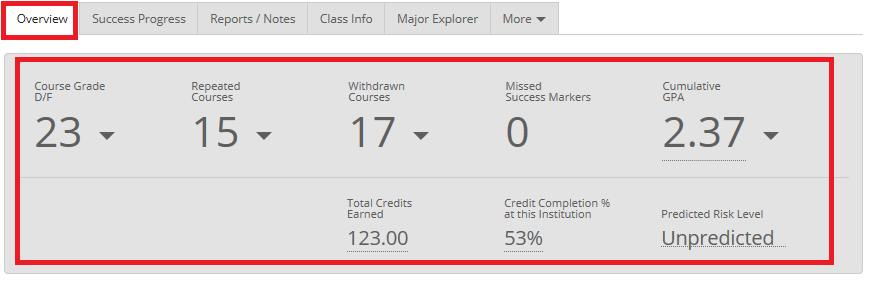 Overview Success Progress Reports / Notes Class Info Major Explorer More
Course Grade Repeated Withdrawn Missed Cumulative
D/F Courses Courses Success Markers GPA
23 15 17 0 2.37
Total Credits Credit Completion %
Earned at this Institution Predicted Risk Level
123.00 53% Unpredicted